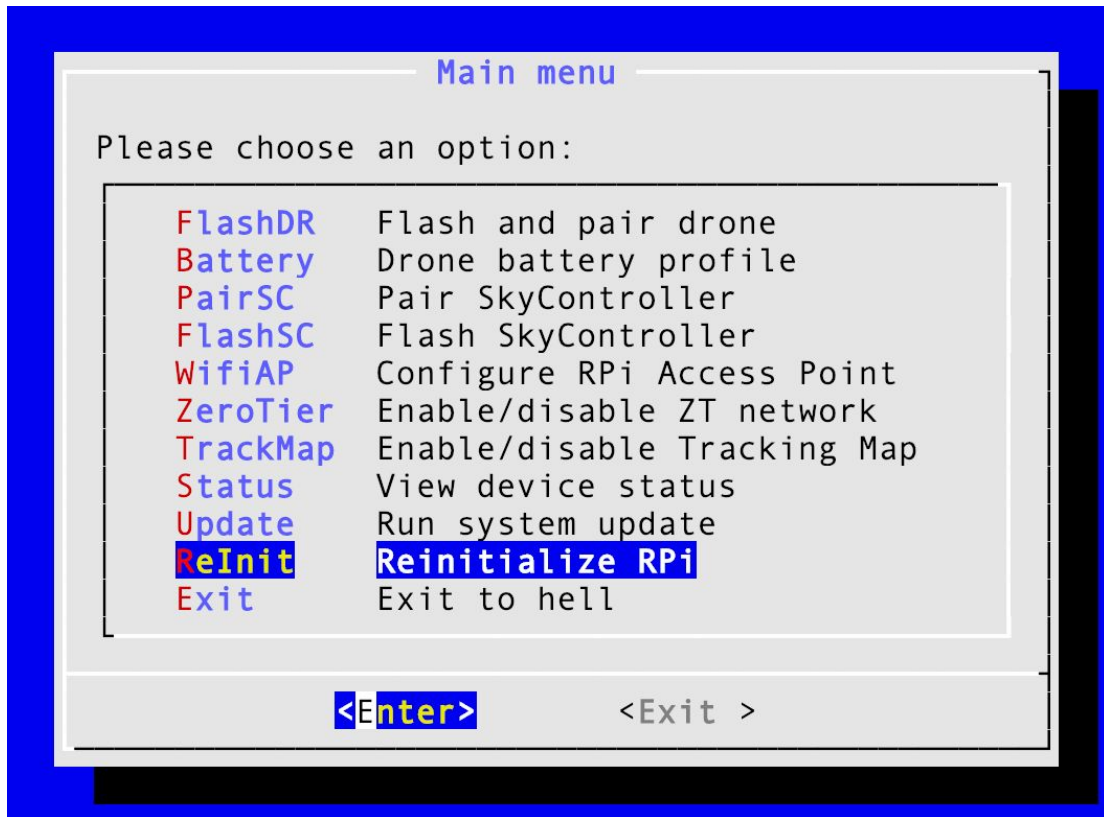 Main menu
Please choose an option:
FlashDR Flash and pair drone
Battery Drone battery profile
PairSC Pair SkyController
FlashSC Flash SkyController
WifiAP Configure RPi Access Point
ZeroTier Enable/disable ZT network
TrackMap Enable/disable Tracking Map
Status View device status
Update Run system update
ReInit Reinitialize RPi
Exit Exit to hell
<Enter> <Exit >